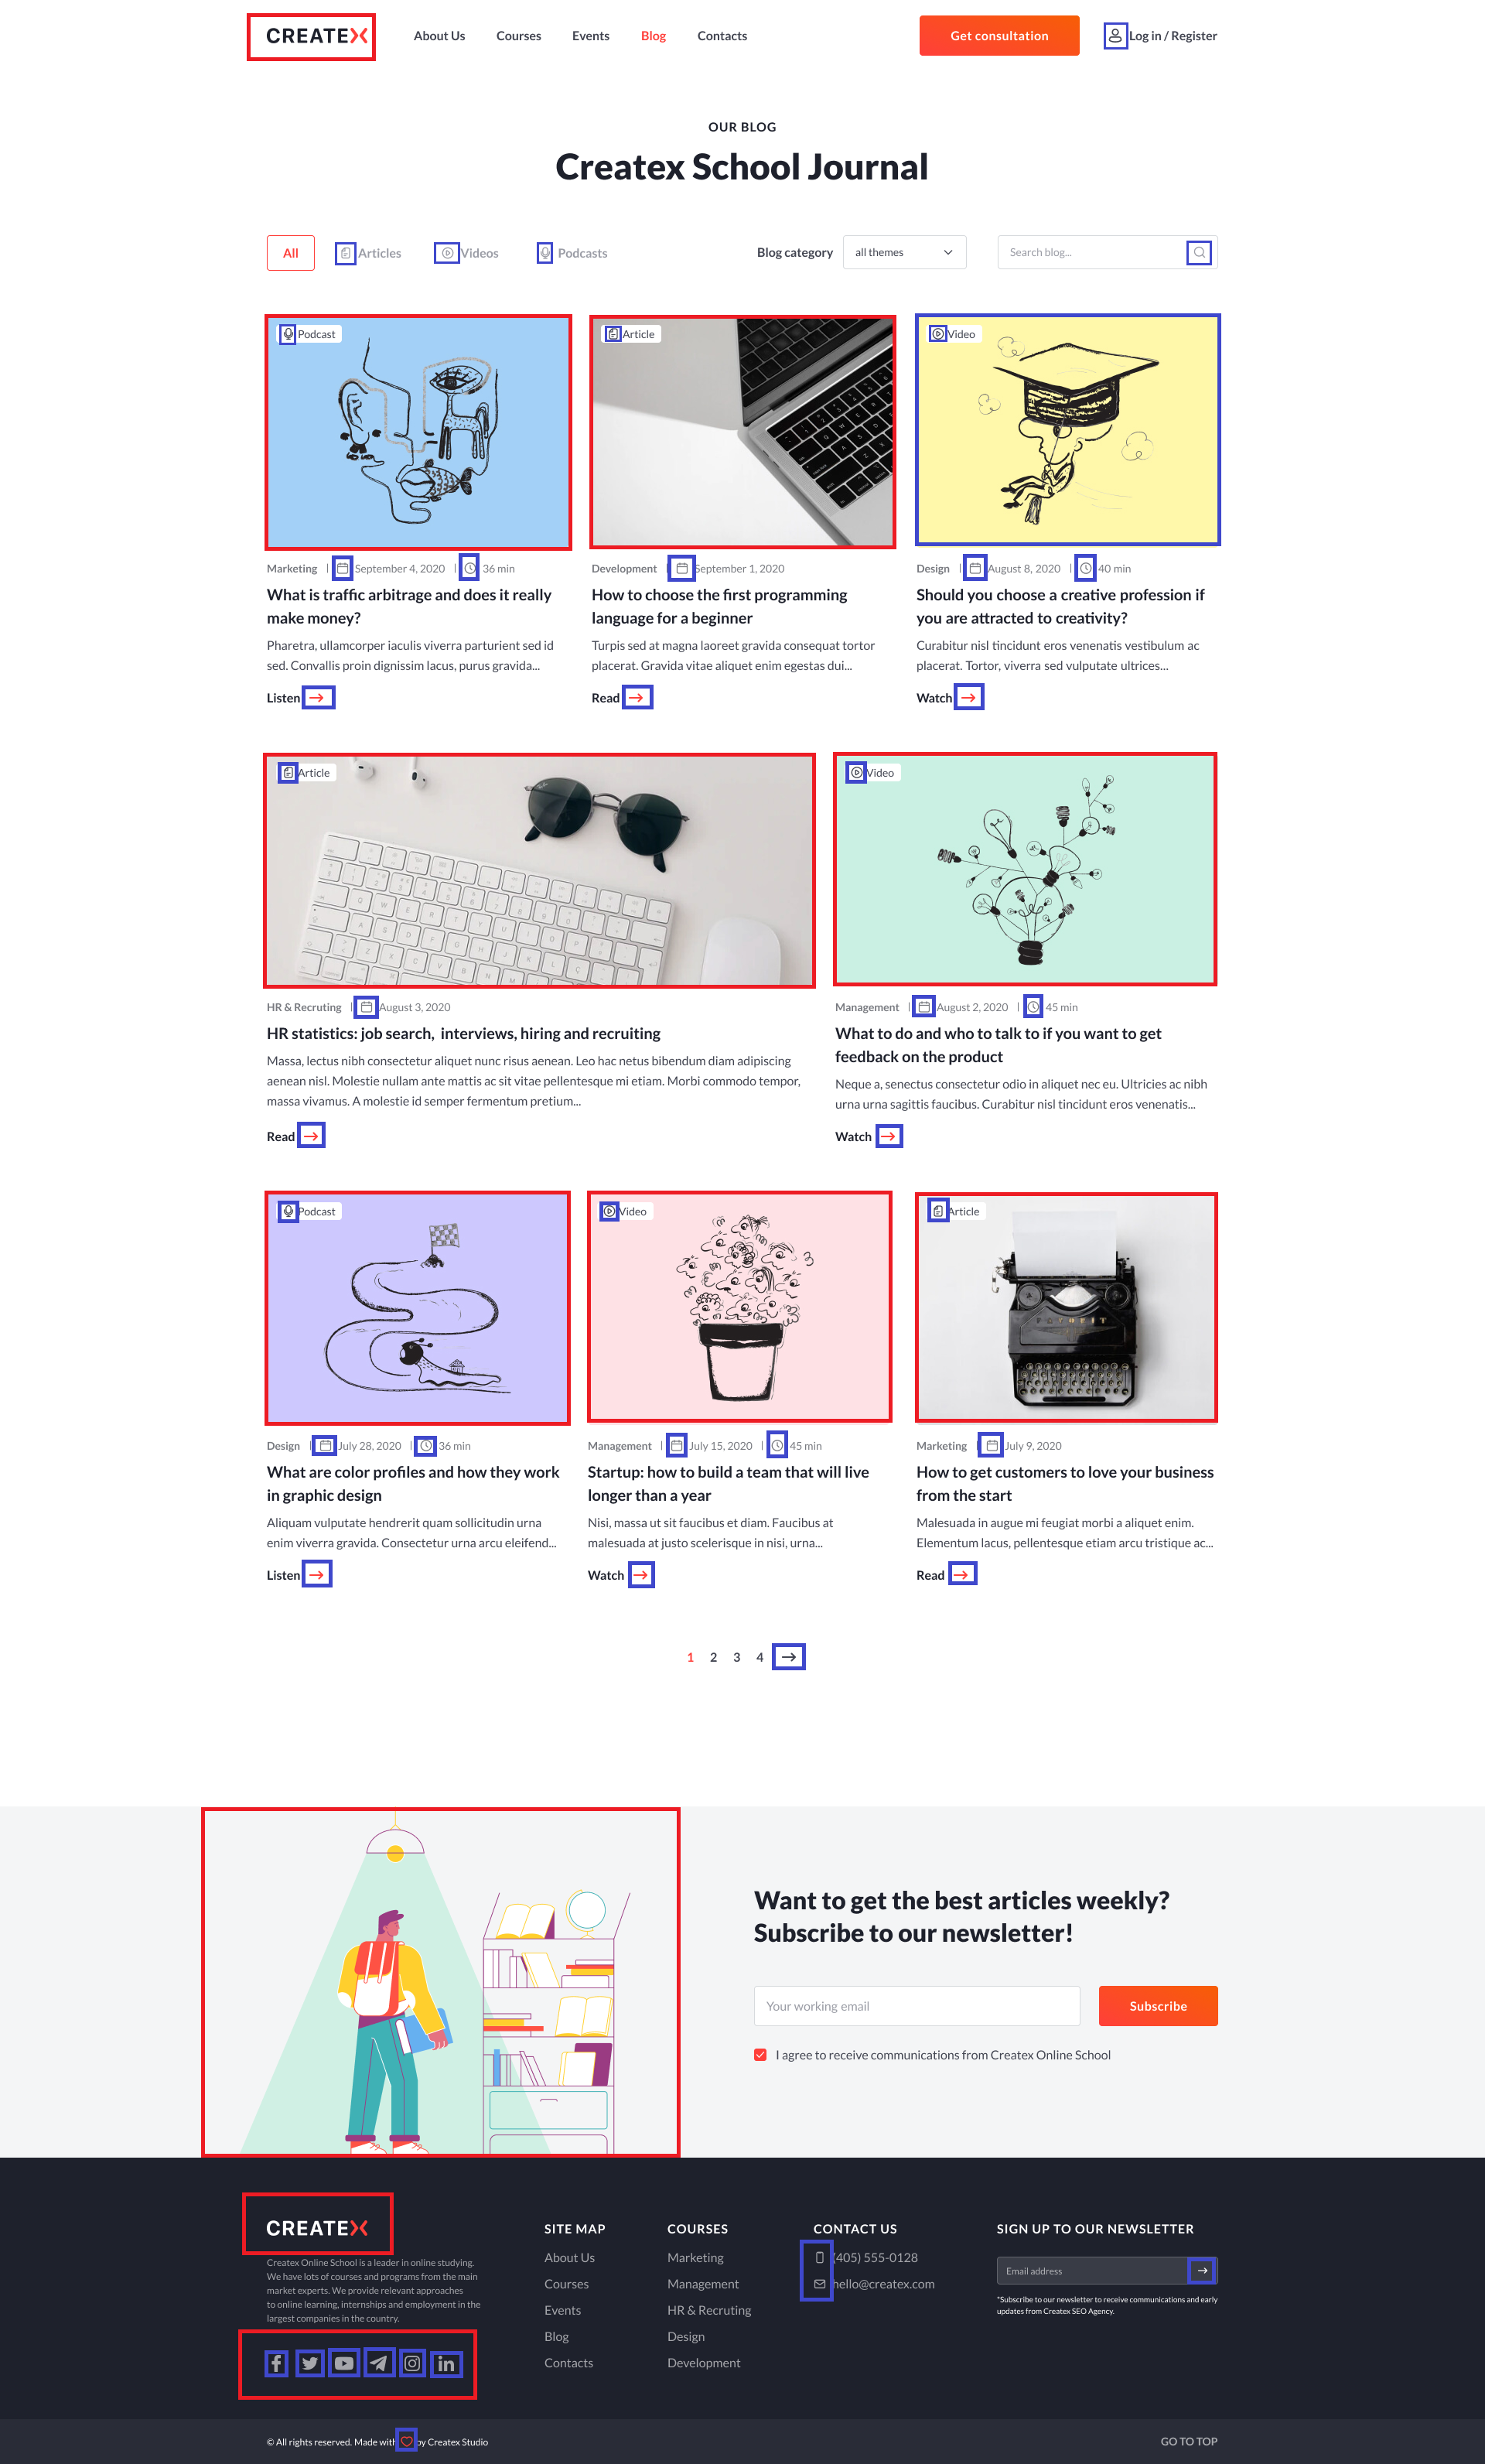 CREATEX
About Us
Courses
Events
Blog
Contacts
Get consultation
Log in / Register
OUR BLOG
Createx School Journal
All
Articles
Videos
Podcasts
Blog category
all themes
Search blog...
Podcast
Marketing | September 4, 2020 | 36 min
What is traffic arbitrage and does it really
make money?
Pharetra, ullamcorper iaculis viverra parturient sed id
sed. Convallis proin dignissim lacus, purus gravida...
Listen
Article
Development | September 1, 2020
How to choose the first programming
language for a beginner
Turpis sed at magna laoreet gravida consequat tortor
placerat. Gravida vitae aliquet enim egestas dui...
Read
Video
Design | August 8, 2020 | 40 min
Should you choose a creative profession if
you are attracted to creativity?
Curabitur nisl tincidunt eros venenatis vestibulum ac
placerat. Tortor, viverra sed vulputate ultrices...
Watch
Article
HR & Recruting | August 3, 2020
HR statistics: job search, interviews, hiring and recruiting
Massa, lectus nibh consectetur aliquet nunc risus aenean. Leo hac netus bibendum diam adipiscing
aenean nisl. Molestie nullam ante mattis ac sit vitae pellentesque mi etiam. Morbi commodo tempor,
massa vivamus. A molestie id semper fermentum pretium...
Read
Video
Management | August 2, 2020 | 45 min
What to do and who to talk to if you want to get
feedback on the product
Neque a, senectus consectetur odio in aliquet nec eu. Ultricies ac nibh
urna urna sagittis faucibus. Curabitur nisl tincidunt eros venenatis...
Watch
Podcast
Design | July 28, 2020 | 36 min
What are color profiles and how they work
in graphic design
Aliquam vulputate hendrerit quam sollicitudin urna
enim viverra gravida. Consectetur urna arcu eleifend...
Listen
Video
Management | July 15, 2020 | 45 min
Startup: how to build a team that will live
longer than a year
Nisi, massa ut sit faucibus et diam. Faucibus at
malesuada at justo scelerisque in nisi, urna...
Watch
Article
Marketing | July 9, 2020
How to get customers to love your business
from the start
Malesuada in augue mi feugiat morbi a aliquet enim.
Elementum lacus, pellentesque etiam arcu tristique ac...
Read
1 2 3 4
Want to get the best articles weekly?
Subscribe to our newsletter!
Your working email
Subscribe
I agree to receive communications from Createx Online School
CREATEX
Createx Online School is a leader in online studying.
We have lots of courses and programs from the main
market experts. We provide relevant approaches
to online learning, internships and employment in the
largest companies in the country.
SITE MAP
About Us
Courses
Events
Blog
Contacts
COURSES
Marketing
Management
HR & Recruting
Design
Development
CONTACT US
(405) 555-0128
hello@createx.com
SIGN UP TO OUR NEWSLETTER
Email address
*Subscribe to our newsletter to receive communications and early
updates from Createx SEO Agency.
© All rights reserved. Made with by Createx Studio
GO TO TOP